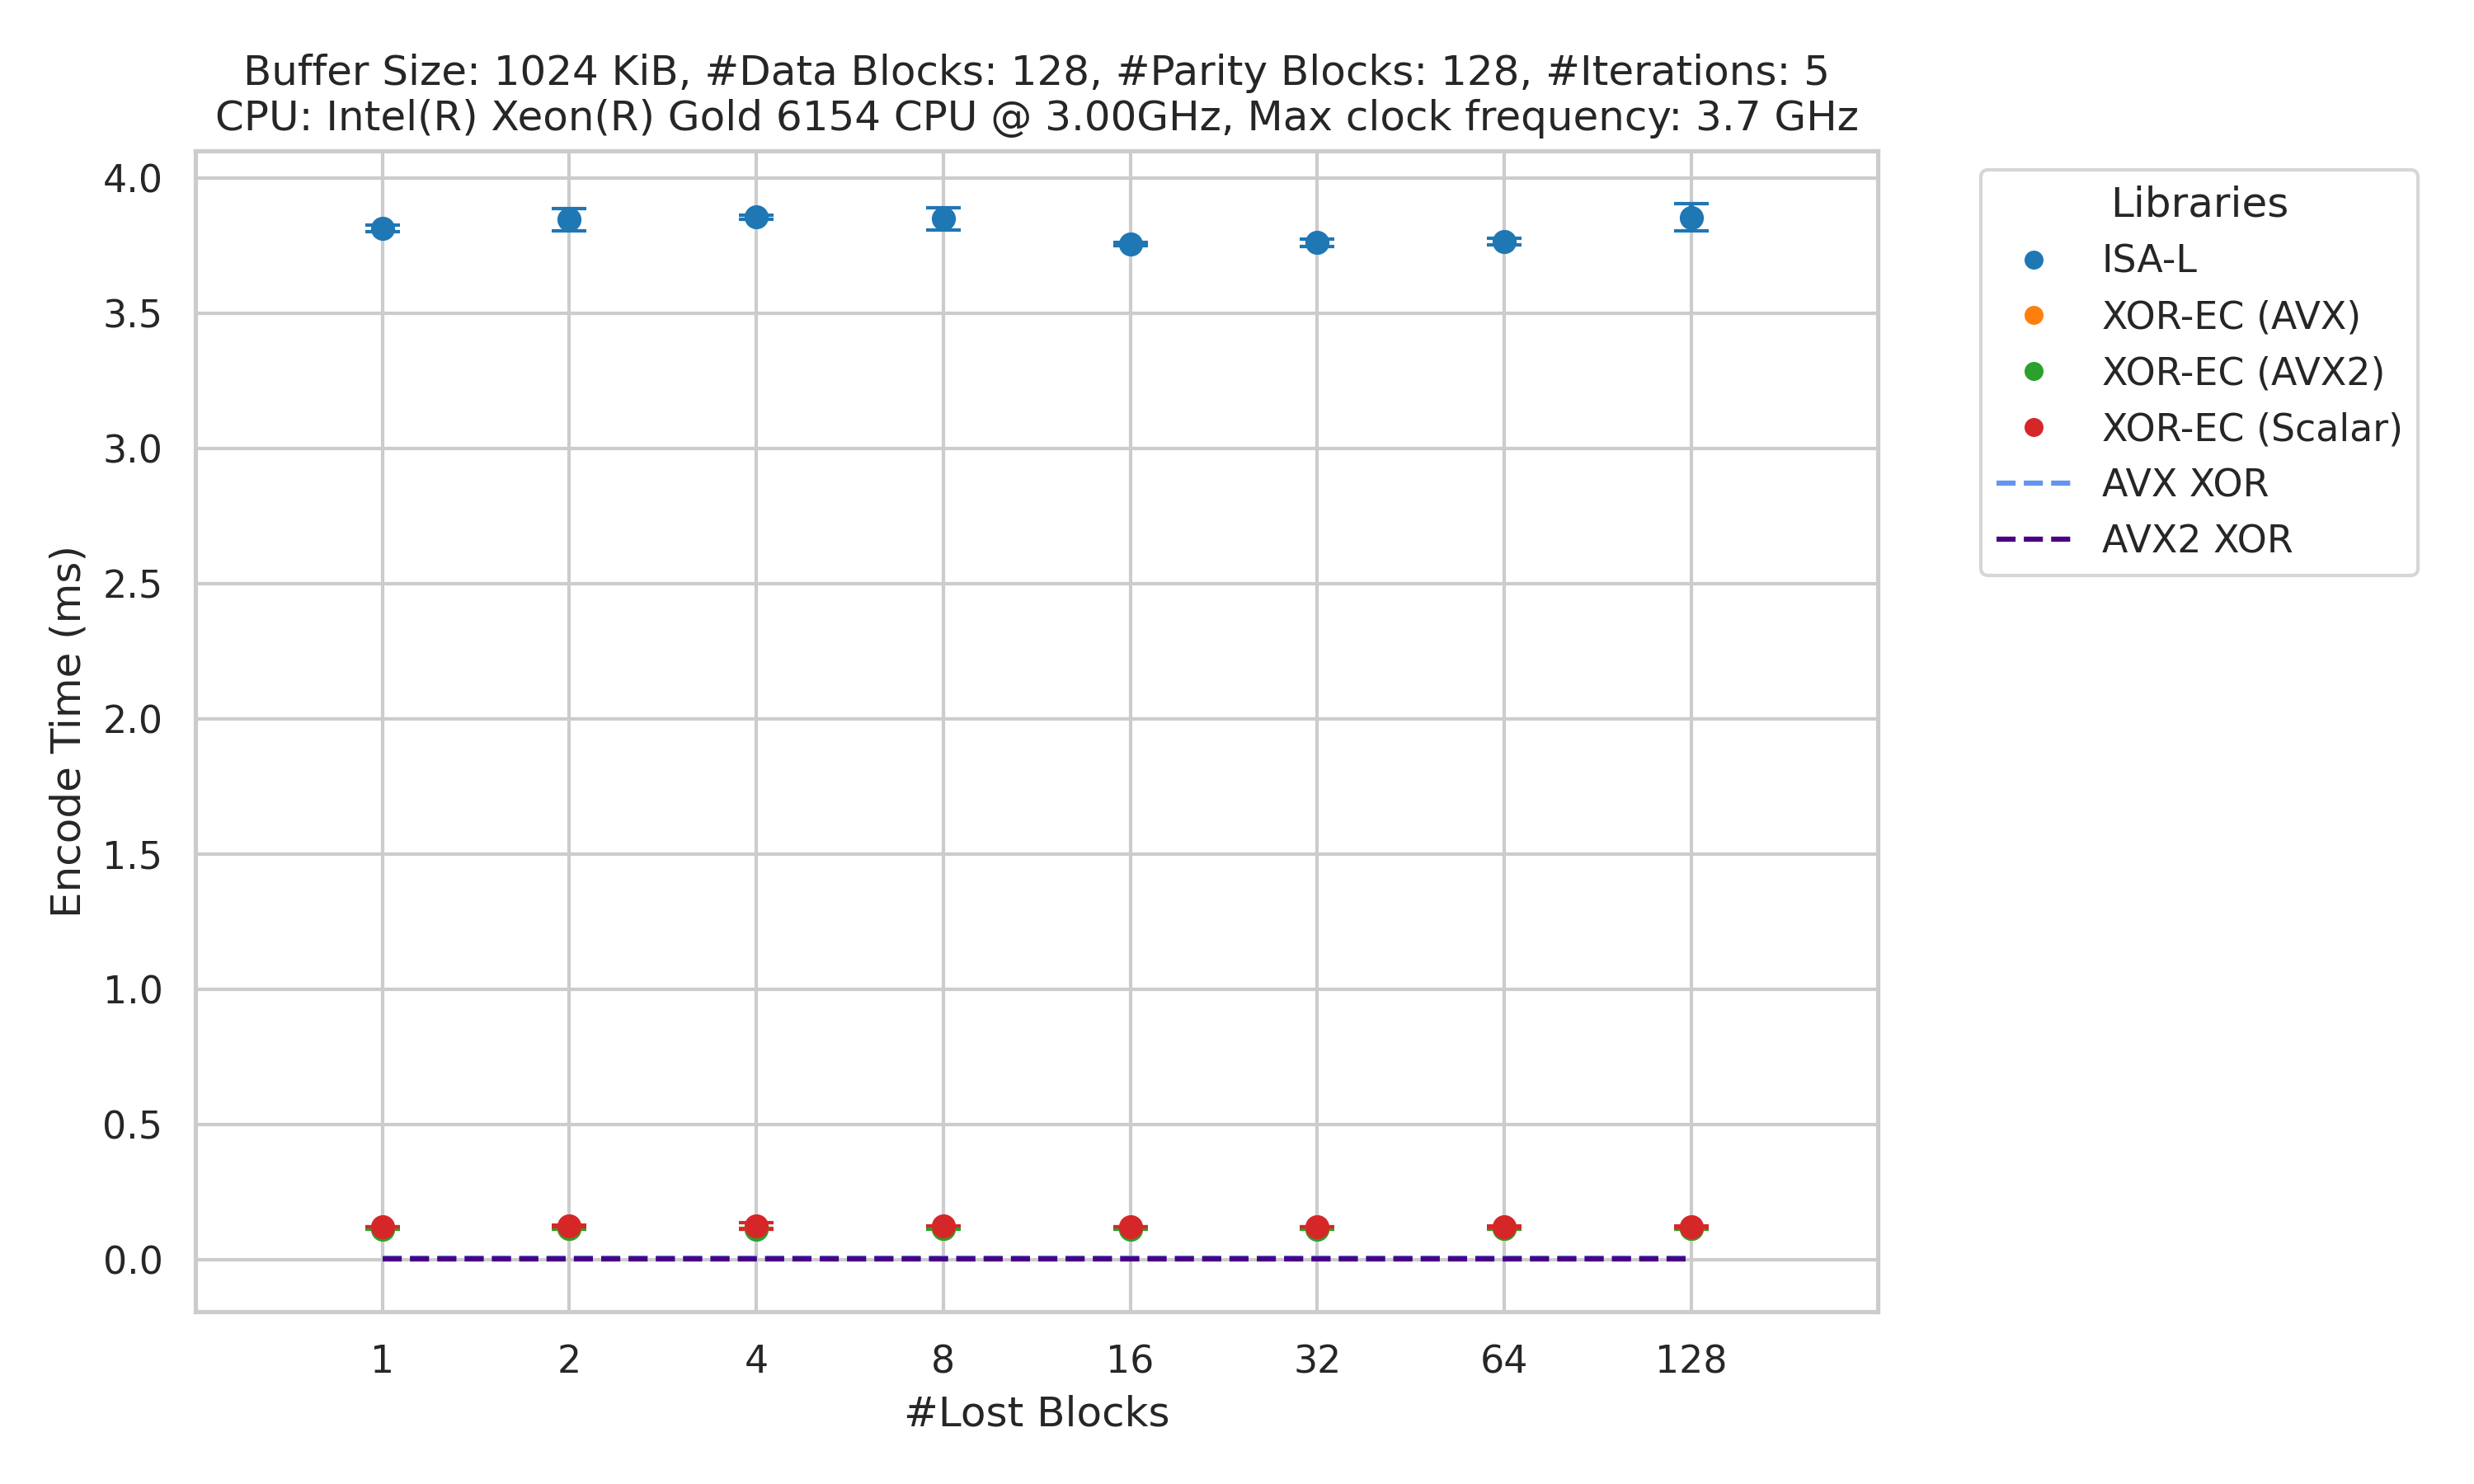 Buffer Size: 1024 KiB, #Data Blocks: 128, #Parity Blocks: 128, #Iterations: 5
CPU: Intel(R) Xeon(R) Gold 6154 CPU @ 3.00GHz, Max clock frequency: 3.7 GHz
Encode Time (ms)
4.0
3.5
3.0
2.5
2.0
1.5
1.0
0.5
0.0
1 2 4 8 16 32 64 128
#Lost Blocks
Libraries
ISA-L
XOR-EC (AVX)
XOR-EC (AVX2)
XOR-EC (Scalar)
AVX XOR
AVX2 XOR